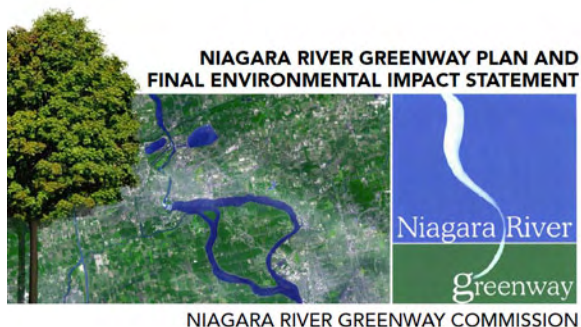 NIAGARA RIVER GREENWAY PLAN AND
FINAL ENVIRONMENTAL IMPACT STATEMENT
Niagara River
greenway
NIAGARA RIVER GREENWAY COMMISSION